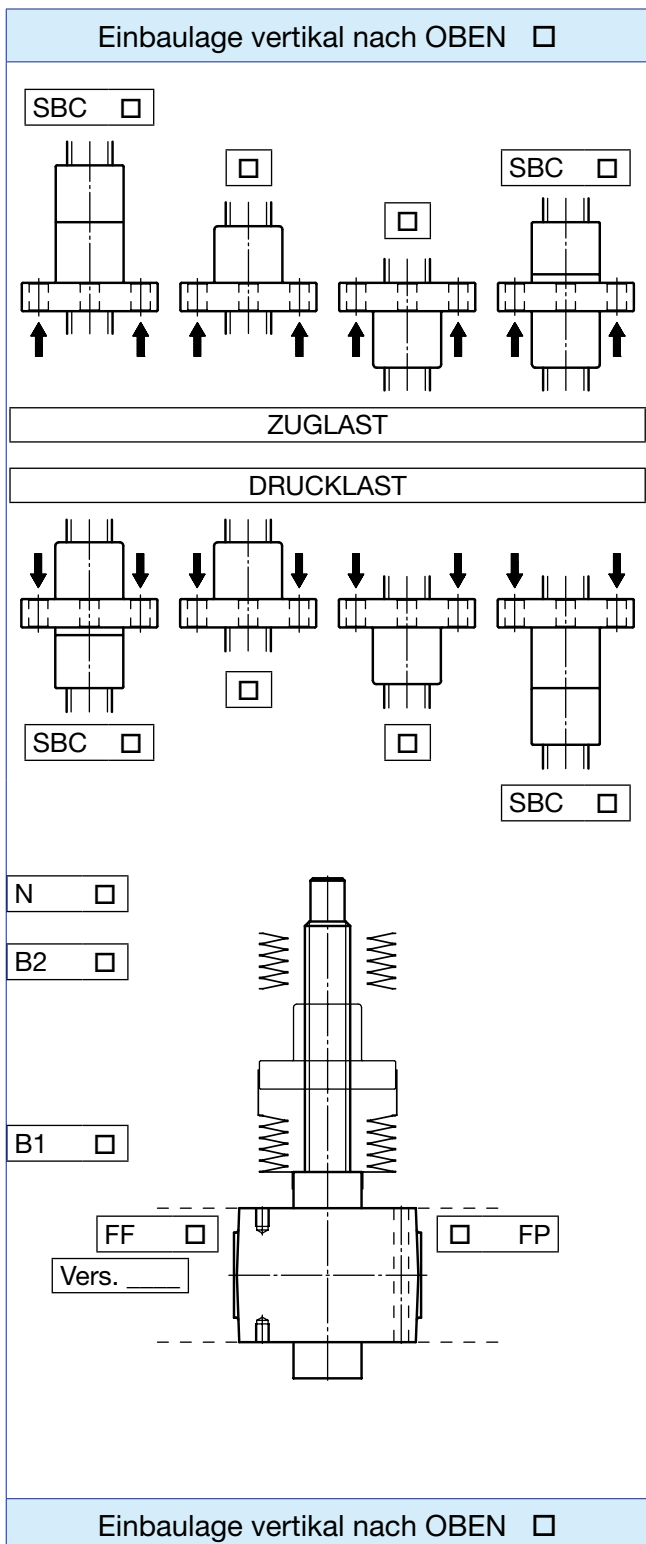 Einbaulage vertikal nach OBEN ☐
SBC ☐
☐
☐
SBC ☐
ZUGLAST
DRUCKLAST
SBC ☐
☐
☐
SBC ☐
N ☐
B2 ☐
B1 ☐
FF ☐
☐ FP
Vers. ____
Einbaulage vertikal nach OBEN ☐